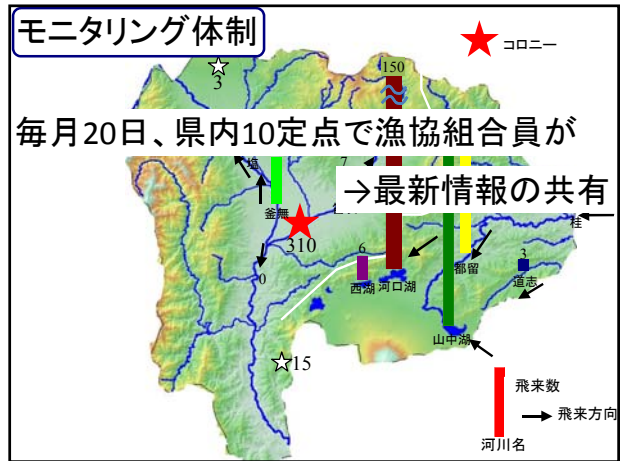 モニタリング体制
コロニー
3
150
毎月20日、県内10定点で漁協組合員が
7
→最新情報の共有
釜無
310
桂
6
3
都留
0
西湖
河口湖
道志
山中湖
15
飛来数
飛来方向
河川名